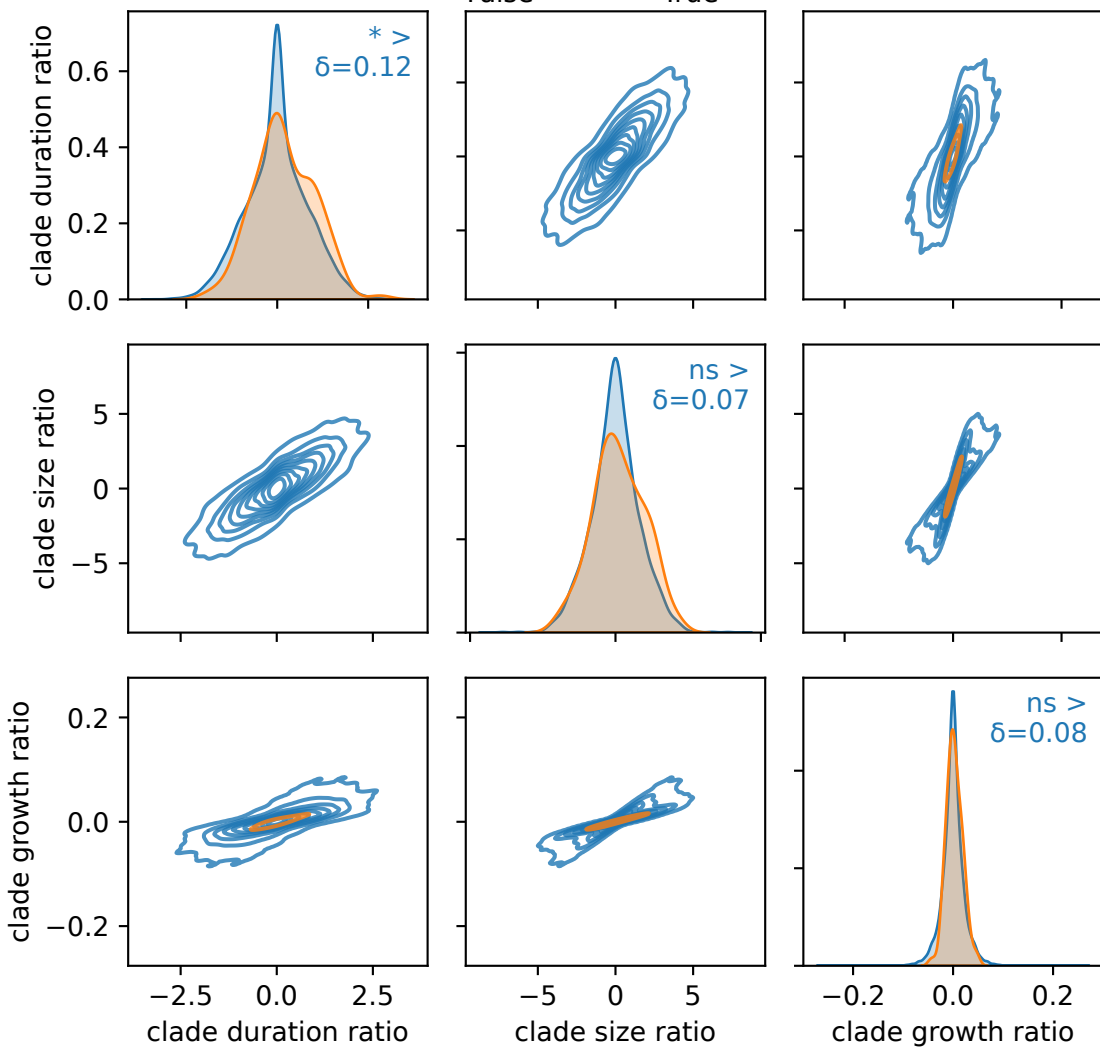 clade duration ratio
0.6
0.4
0.2
0.0
* >
δ=0.12
clade size ratio
5
0
−5
ns >
δ=0.07
clade growth ratio
0.2
0.0
−0.2
ns >
δ=0.08
−2.5 0.0 2.5
clade duration ratio
−5 0 5
clade size ratio
−0.2 0.0 0.2
clade growth ratio